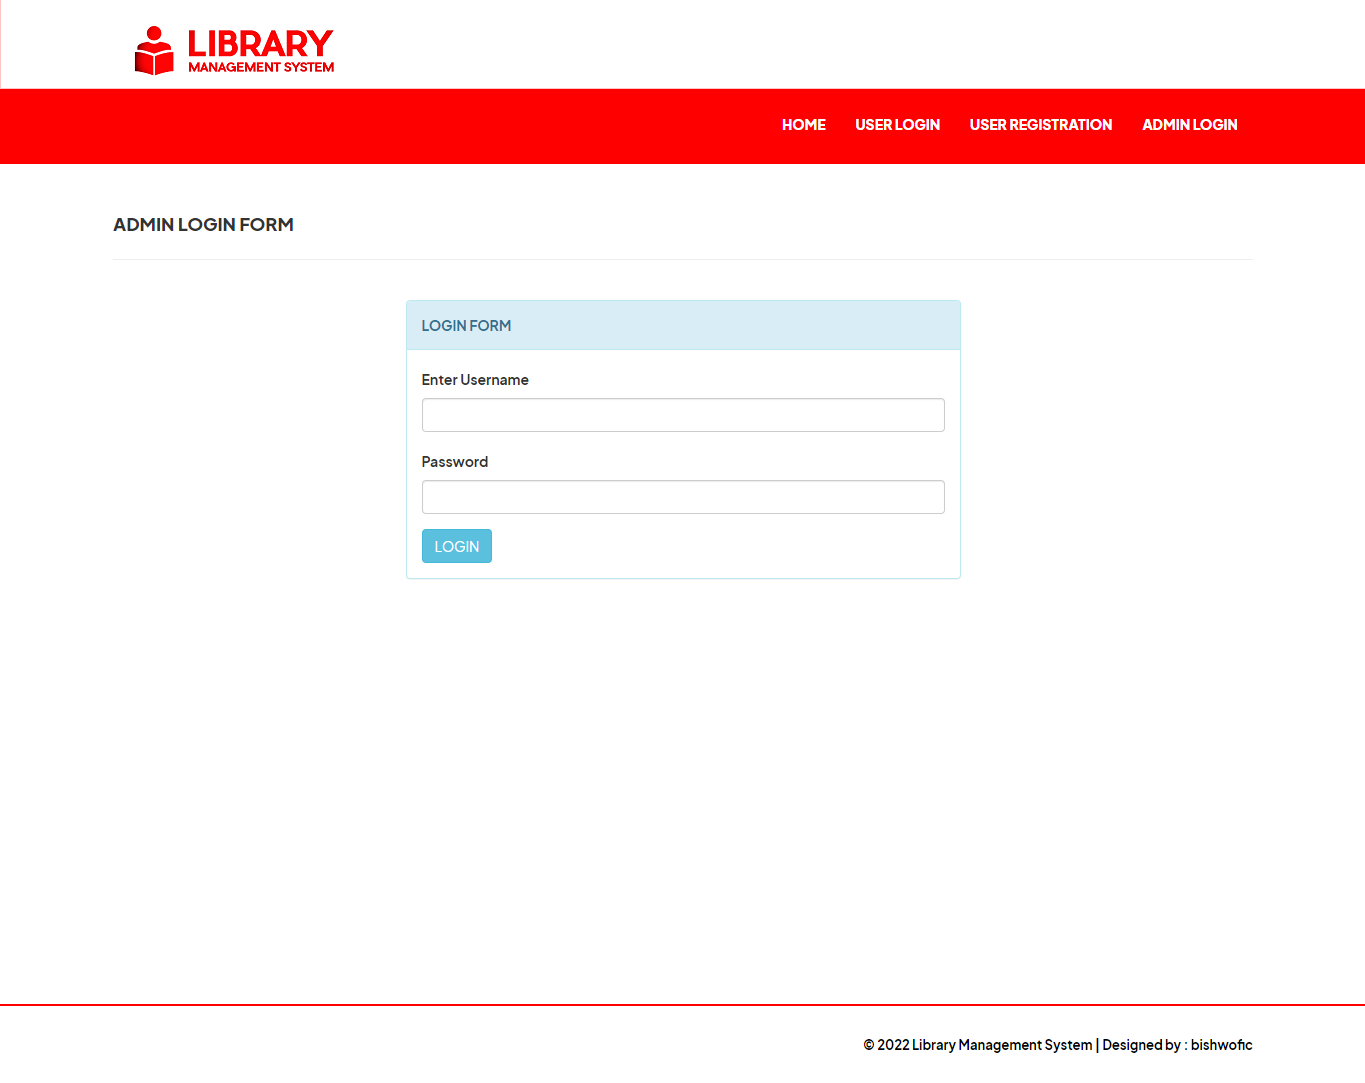 LIBRARY
MANAGEMENT SYSTEM
HOME USER LOGIN USER REGISTRATION ADMIN LOGIN
ADMIN LOGIN FORM
LOGIN FORM
Enter Username
Password
LOGIN
© 2022 Library Management System | Designed by : bishwofic